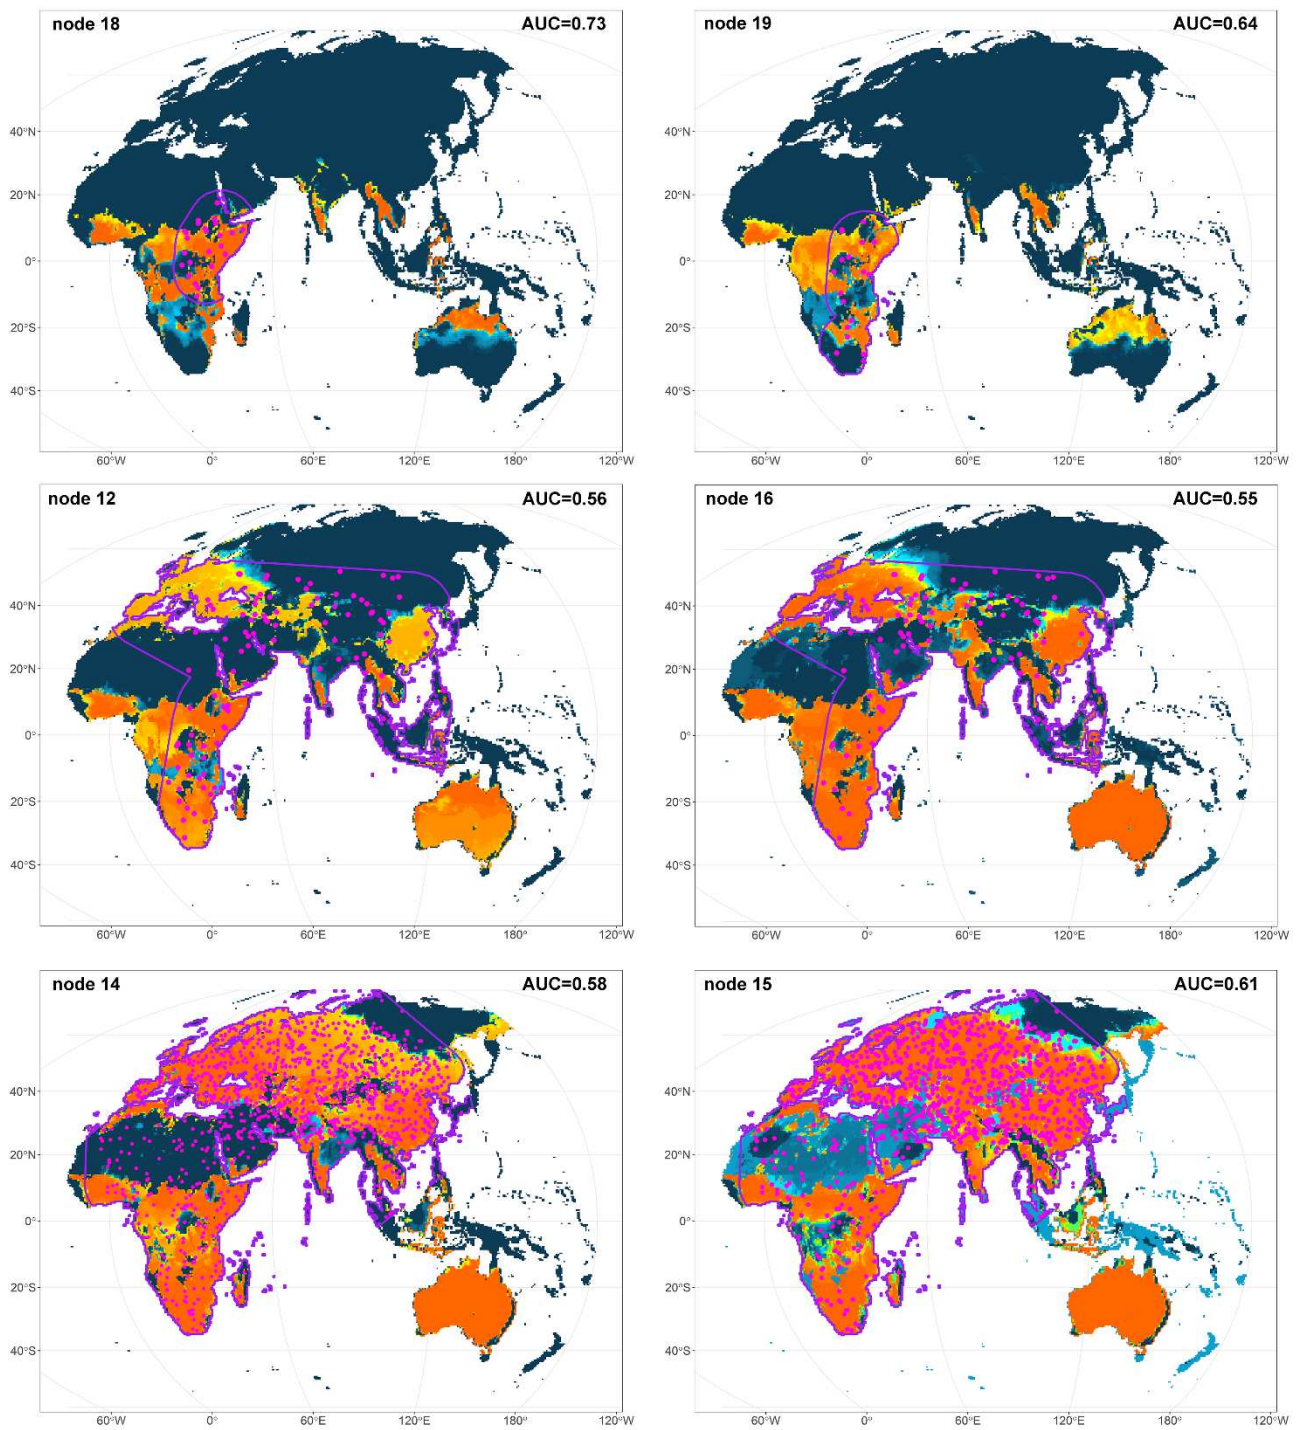 node 18 AUC=0.73 node 19 AUC=0.64
40°N 40°N
20°N 20°N
0° 0°
20°S 20°S
40°S 40°S
60°W 0° 60°E 120°E 180° 120°W 60°W 0° 60°E 120°E 180° 120°W
node 12 AUC=0.56 node 16 AUC=0.55
40°N 40°N
20°N 20°N
0° 0°
20°S 20°S
40°S 40°S
60°W 0° 60°E 120°E 180° 120°W 60°W 0° 60°E 120°E 180° 120°W
node 14 AUC=0.58 node 15 AUC=0.61
40°N 40°N
20°N 20°N
0° 0°
20°S 20°S
40°S 40°S
60°W 0° 60°E 120°E 180° 120°W 60°W 0° 60°E 120°E 180° 120°W